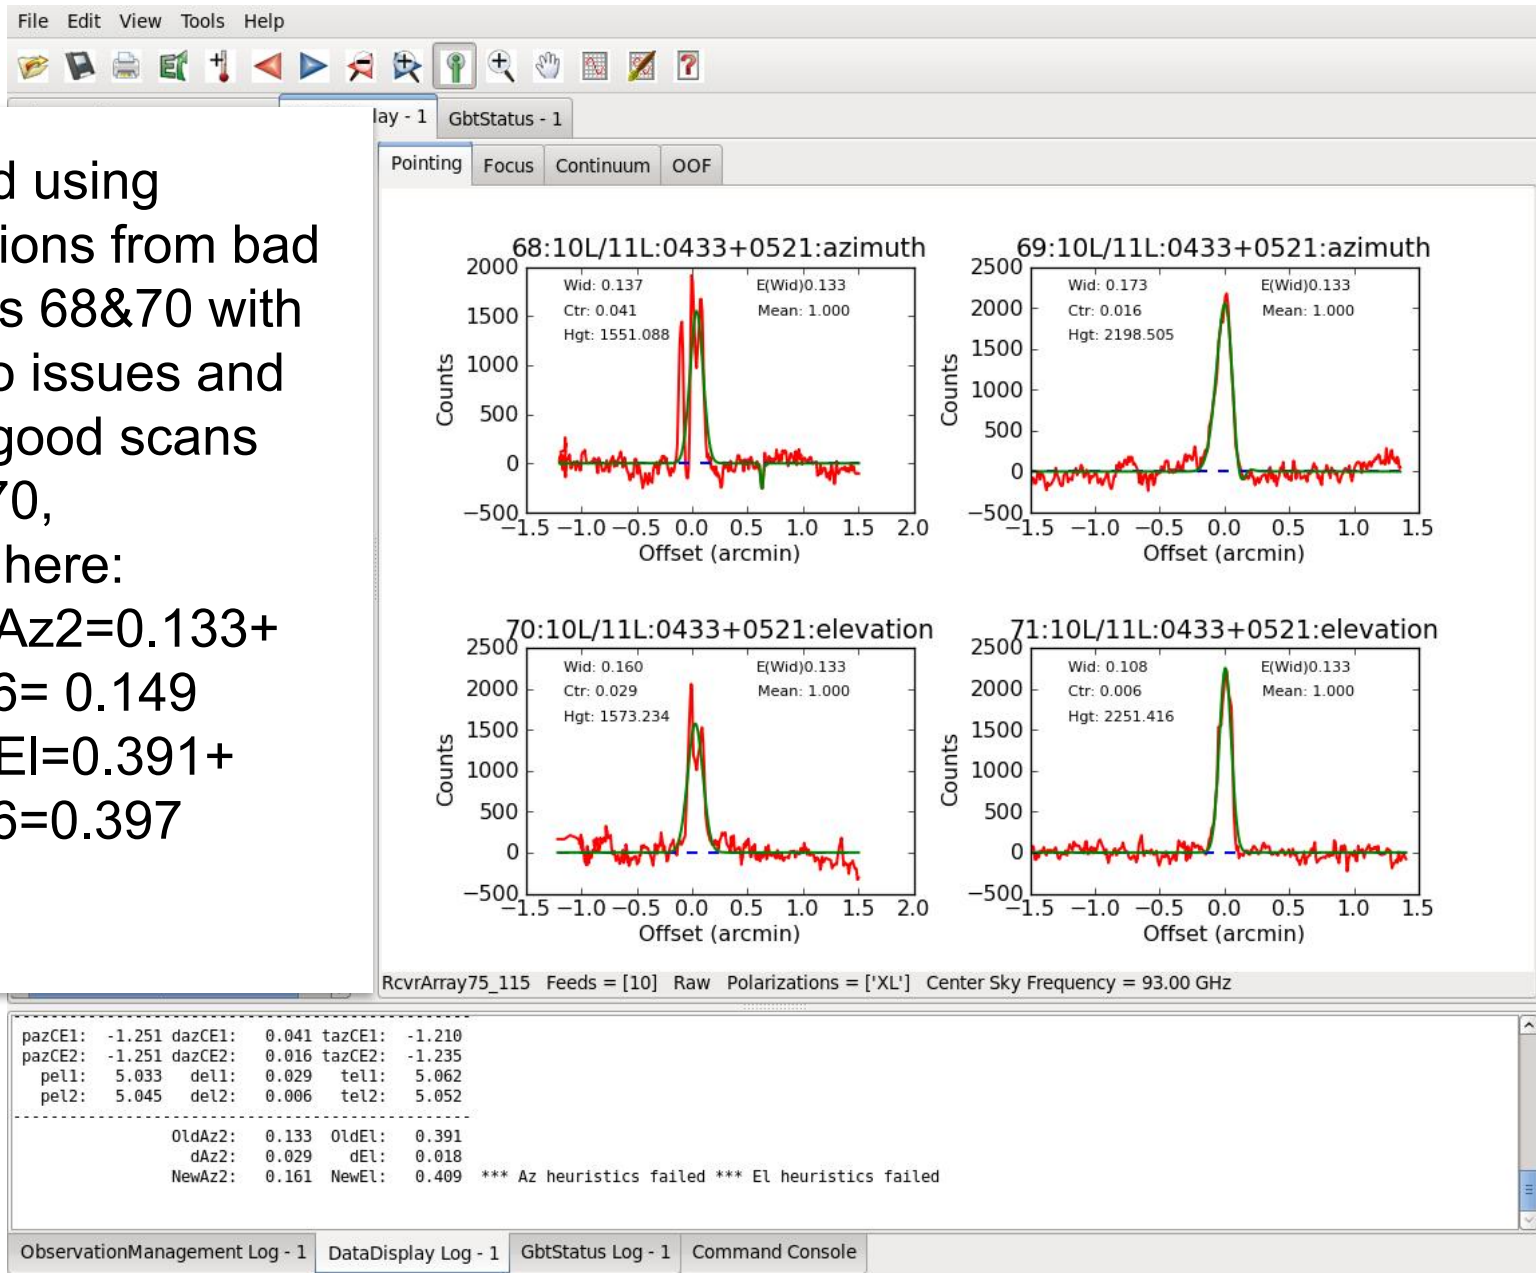 File Edit View Tools Help
lay - 1 GbtStatus - 1
Pointing Focus Continuum OOF
d using
ions from bad
s 68&70 with
o issues and
good scans
70,
here:
Az2=0.133+
6= 0.149
El=0.391+
6=0.397
68:10L/11L:0433+0521:azimuth
Wid: 0.137 E(Wid)0.133
Ctr: 0.041 Mean: 1.000
Hgt: 1551.088
2000
1500
1000
500
0
−500
Counts
−1.5 −1.0 −0.5 0.0 0.5 1.0 1.5 2.0
Offset (arcmin)
69:10L/11L:0433+0521:azimuth
Wid: 0.173 E(Wid)0.133
Ctr: 0.016 Mean: 1.000
Hgt: 2198.505
2500
2000
1500
1000
500
0
−500
Counts
−1.5 −1.0 −0.5 0.0 0.5 1.0 1.5
Offset (arcmin)
70:10L/11L:0433+0521:elevation
Wid: 0.160 E(Wid)0.133
Ctr: 0.029 Mean: 1.000
Hgt: 1573.234
2500
2000
1500
1000
500
0
−500
Counts
−1.5 −1.0 −0.5 0.0 0.5 1.0 1.5 2.0
Offset (arcmin)
71:10L/11L:0433+0521:elevation
Wid: 0.108 E(Wid)0.133
Ctr: 0.006 Mean: 1.000
Hgt: 2251.416
2500
2000
1500
1000
500
0
−500
Counts
−1.5 −1.0 −0.5 0.0 0.5 1.0 1.5
Offset (arcmin)
RcvrArray75_115 Feeds = [10] Raw Polarizations = ['XL'] Center Sky Frequency = 93.00 GHz
pazCE1: -1.251 dazCE1: 0.041 tazCE1: -1.210
pazCE2: -1.251 dazCE2: 0.016 tazCE2: -1.235
pel1: 5.033 del1: 0.029 tel1: 5.062
pel2: 5.045 del2: 0.006 tel2: 5.052
OldAz2: 0.133 OldEl: 0.391
dAz2: 0.029 dEl: 0.018
NewAz2: 0.161 NewEl: 0.409 *** Az heuristics failed *** El heuristics failed
ObservationManagement Log - 1 DataDisplay Log - 1 GbtStatus Log - 1 Command Console